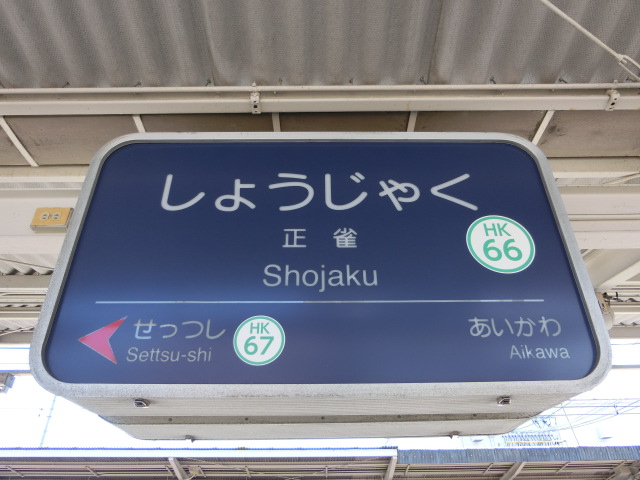 しょうじゃく
正雀
HK
66
Shojaku
せっつし
Settsu-shi
HK
67
あいかわ
Aikawa